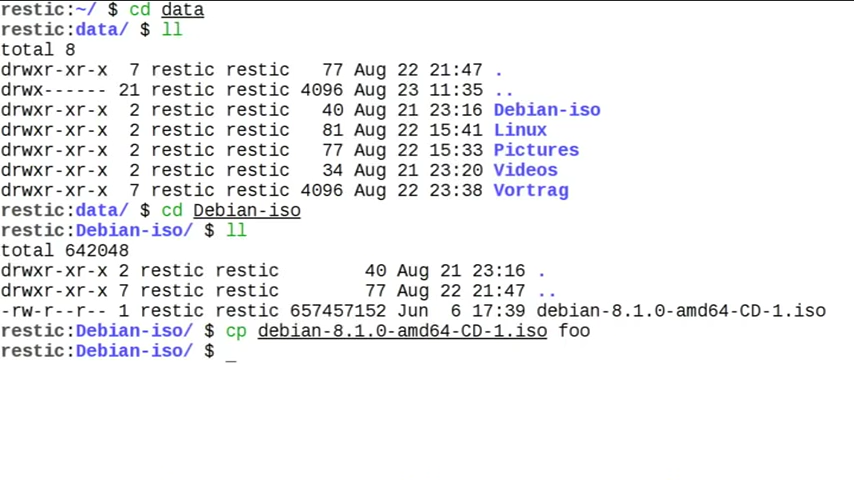 restic:~/ $ cd data
restic:data/ $ ll
total 8
drwxr-xr-x  7 restic restic   77 Aug 22 21:47 .
drwx------ 21 restic restic 4096 Aug 23 11:35 ..
drwxr-xr-x  2 restic restic   40 Aug 21 23:16 Debian-iso
drwxr-xr-x  2 restic restic   81 Aug 22 15:41 Linux
drwxr-xr-x  2 restic restic   77 Aug 22 15:33 Pictures
drwxr-xr-x  2 restic restic   34 Aug 21 23:20 Videos
drwxr-xr-x  7 restic restic 4096 Aug 22 23:38 Vortrag
restic:data/ $ cd Debian-iso
restic:Debian-iso/ $ ll
total 642048
drwxr-xr-x 2 restic restic        40 Aug 21 23:16 .
drwxr-xr-x 7 restic restic        77 Aug 22 21:47 ..
-rw-r--r-- 1 restic restic 657457152 Jun  6 17:39 debian-8.1.0-amd64-CD-1.iso
restic:Debian-iso/ $ cp debian-8.1.0-amd64-CD-1.iso foo
restic:Debian-iso/ $ _